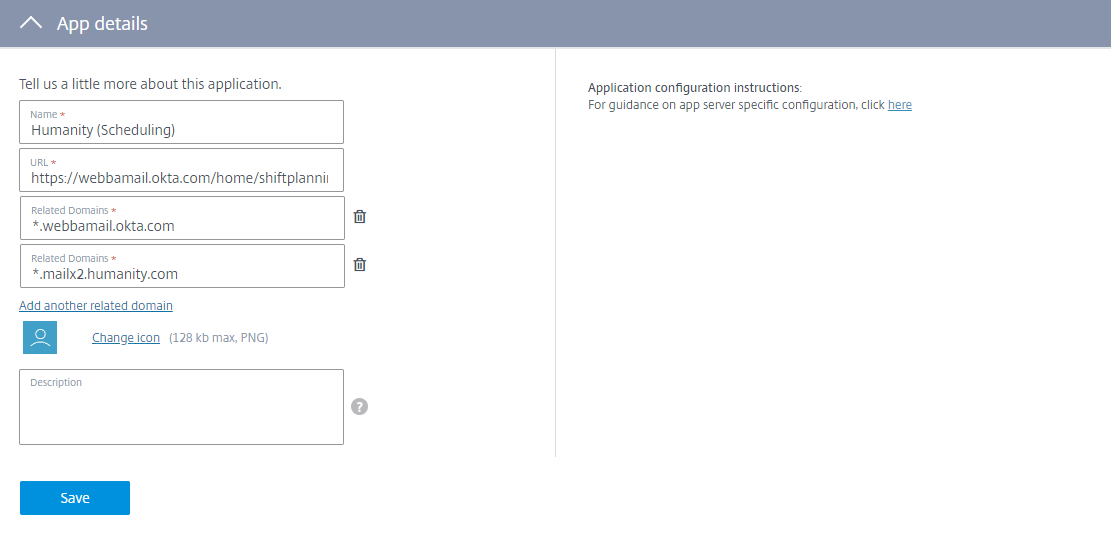 App details
Tell us a little more about this application.
Name *
Humanity (Scheduling)
URL *
https://webbamail.okta.com/home/shiftplanni
Related Domains *
*.webbamail.okta.com
Related Domains *
*.mailx2.humanity.com
Add another related domain
Change icon (128 kb max, PNG)
Description
?
Save
Application configuration instructions:
For guidance on app server specific configuration, click here